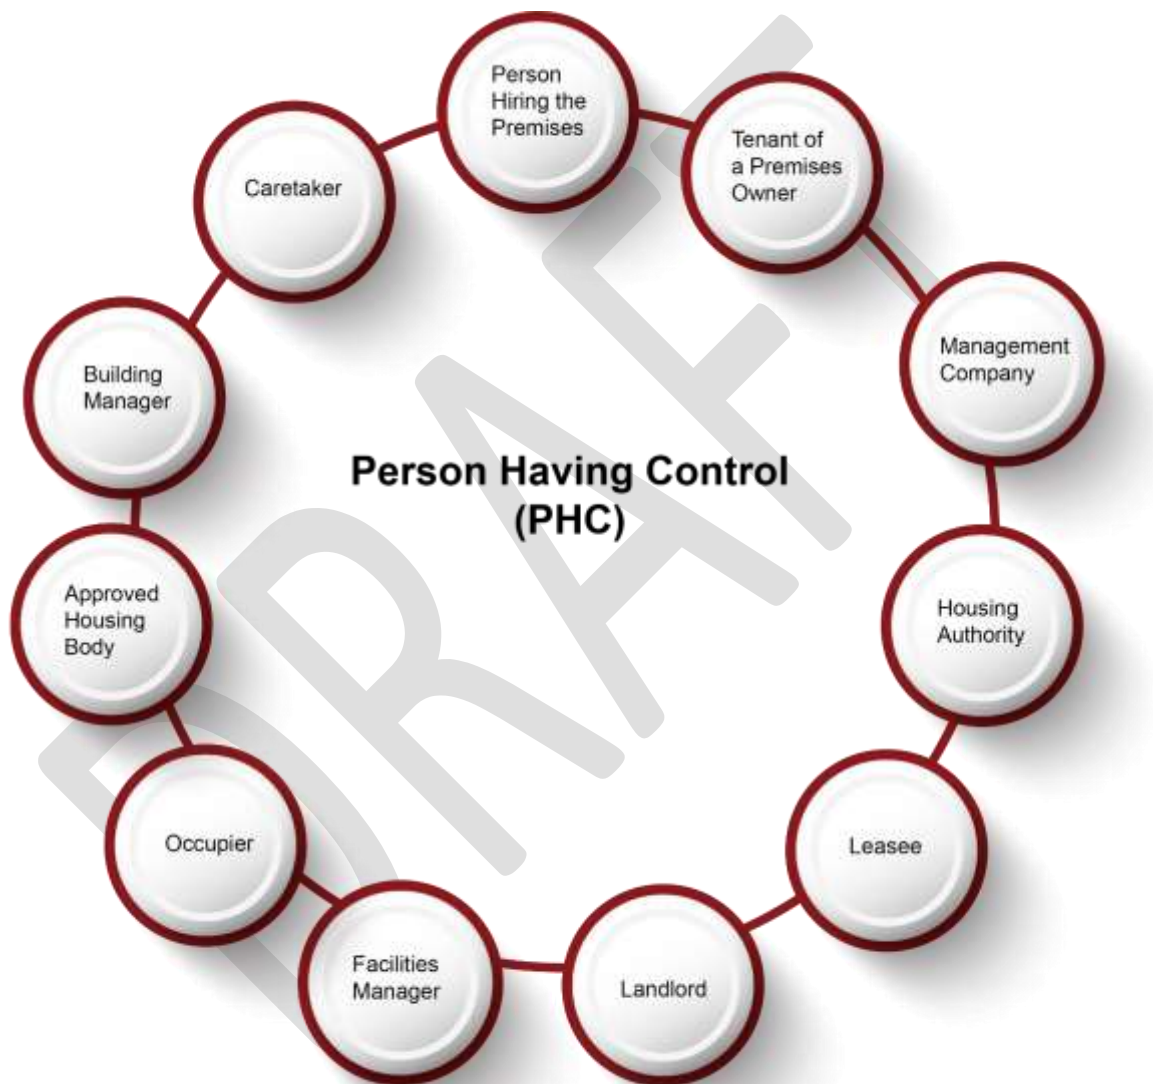 Person
Hiring the
Premises
Tenant of
a Premises
Owner
Caretaker
Management
Company
Building
Manager
Person Having Control
(PHC)
Approved
Housing
Body
Housing
Authority
Occupier
Leasee
Facilities
Manager
Landlord
DRAFT